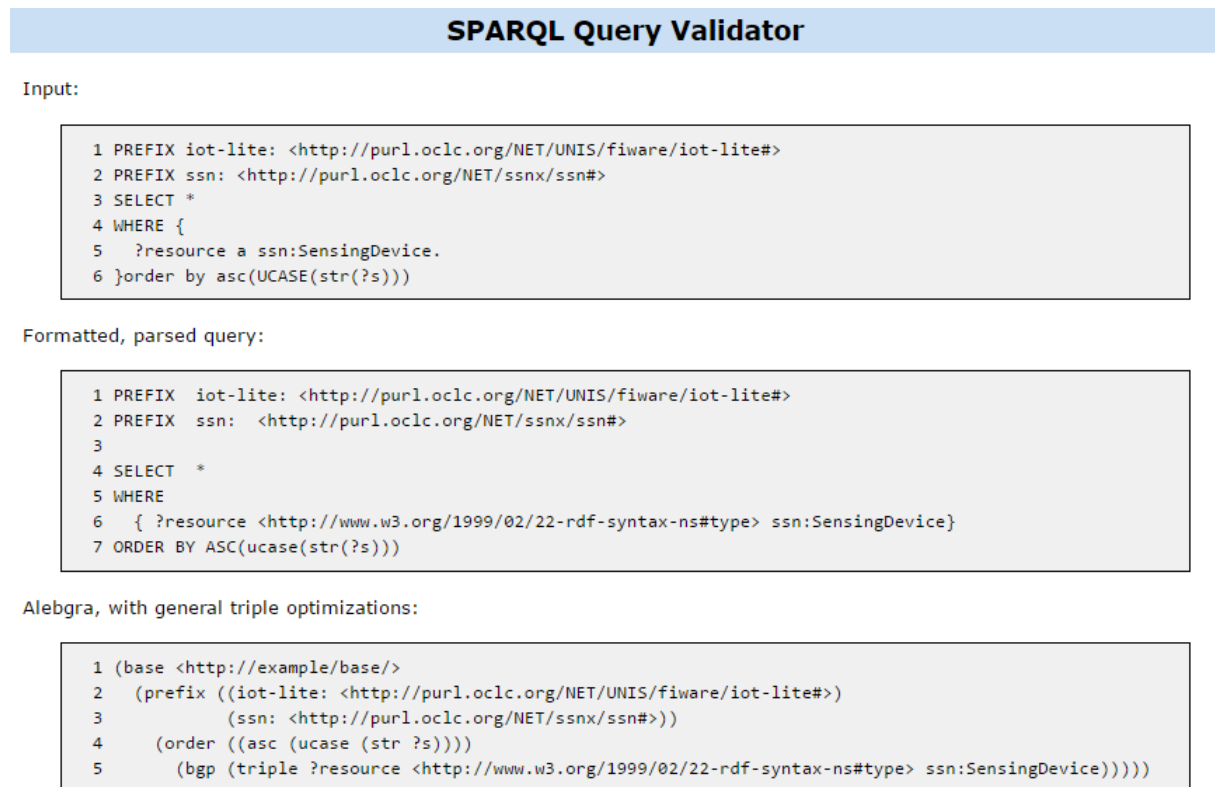 SPARQL Query Validator
Input:
1 PREFIX iot-lite: <http://purl.oclc.org/NET/UNIS/fiware/iot-lite#>
2 PREFIX ssn: <http://purl.oclc.org/NET/ssnx/ssn#>
3 SELECT *
4 WHERE {
5   ?resource a ssn:SensingDevice.
6 }order by asc(UCASE(str(?s)))
Formatted, parsed query:
1 PREFIX  iot-lite: <http://purl.oclc.org/NET/UNIS/fiware/iot-lite#>
2 PREFIX  ssn:  <http://purl.oclc.org/NET/ssnx/ssn#>
3
4 SELECT  *
5 WHERE
6   { ?resource <http://www.w3.org/1999/02/22-rdf-syntax-ns#type> ssn:SensingDevice}
7 ORDER BY ASC(ucase(str(?s)))
Alebgra, with general triple optimizations:
1 (base <http://example/base/>
2   (prefix ((iot-lite: <http://purl.oclc.org/NET/UNIS/fiware/iot-lite#>)
3            (ssn: <http://purl.oclc.org/NET/ssnx/ssn#>))
4     (order ((asc (ucase (str ?s))))
5       (bgp (triple ?resource <http://www.w3.org/1999/02/22-rdf-syntax-ns#type> ssn:SensingDevice)))))